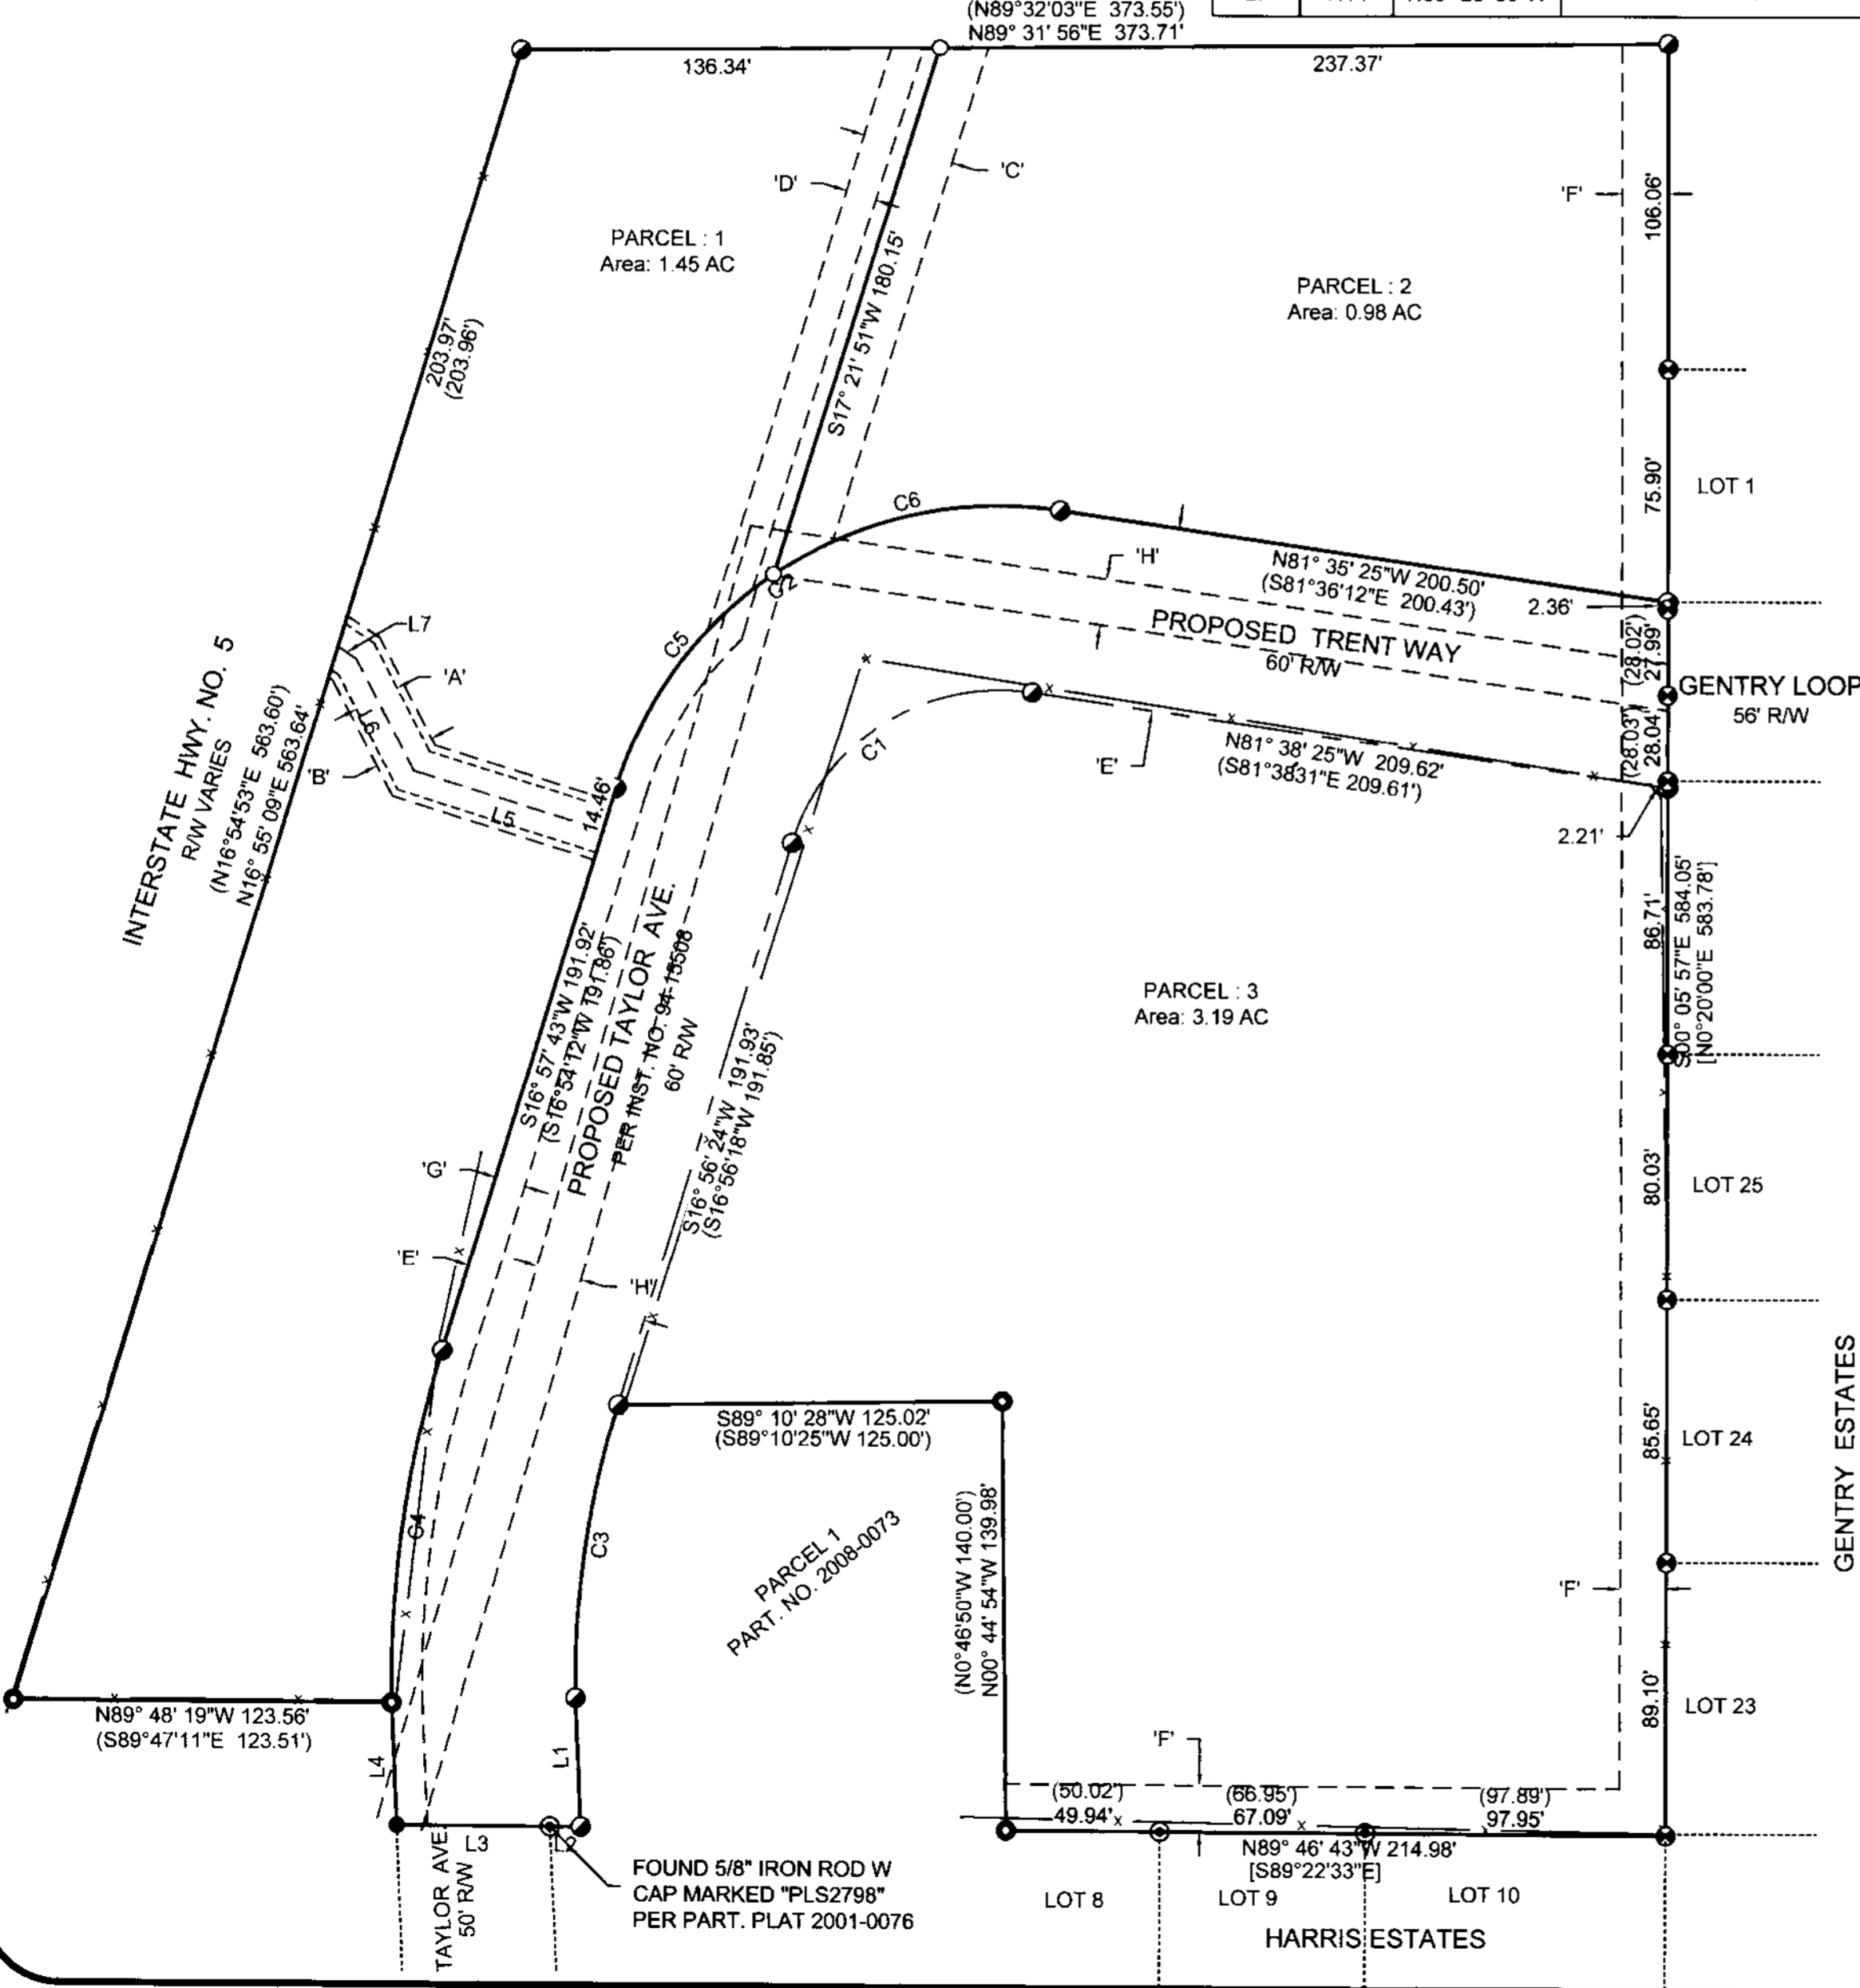 (N89°32'03"E 373.55')
N89° 31' 56"E 373.71'
136.34'
237.37'
'D'
'C'
'F'
106.06'
PARCEL : 1
Area: 1.45 AC
PARCEL : 2
Area: 0.98 AC
S17° 21' 51"W 180.15'
203.97'
(203.96')
75.90'
LOT 1
C6
'H'
N81° 35' 25"W 200.50'
(S81°36'12"E 200.43')
2.36'
C2
C5
PROPOSED TRENT WAY
60' R/W
(28.02')
27.99'
GENTRY LOOP
56' R/W
L7
'A'
L6
'B'
L5
14.46'
C1
'E'
N81° 38' 25"W 209.62'
(S81°38'31"E 209.61')
(28.03')
28.04'
2.21'
INTERSTATE HWY. NO. 5
R/W VARIES
(N16°54'53"E 563.60')
N16° 55' 09"E 563.64'
86.71'
S00° 05' 57"E 584.05'
[N0°20'00"E 583.78']
S16° 57' 43"W 191.92'
(S16°54'12"W 191.86')
PROPOSED TAYLOR AVE.
PER INST. NO. 94-15508
60' R/W
S16° 56' 24"W 191.93'
(S16°56'18"W 191.85')
PARCEL : 3
Area: 3.19 AC
'G'
'E'
'H'
80.03'
LOT 25
S89° 10' 28"W 125.02'
(S89°10'25"W 125.00')
85.65'
LOT 24
GENTRY ESTATES
C4
C3
PARCEL 1
PART. NO. 2008-0073
(N0°46'50"W 140.00')
N00° 44' 54"W 139.98'
'F'
89.10'
LOT 23
N89° 48' 19"W 123.56'
(S89°47'11"E 123.51')
L4
L1
'F'
(50.02')
(66.95')
(97.89')
49.94'
67.09'
97.95'
L3
L2
N89° 46' 43"W 214.98'
[S89°22'33"E]
TAYLOR AVE.
50' R/W
FOUND 5/8" IRON ROD W
CAP MARKED "PLS2798"
PER PART. PLAT 2001-0076
LOT 8
LOT 9
LOT 10
HARRIS ESTATES